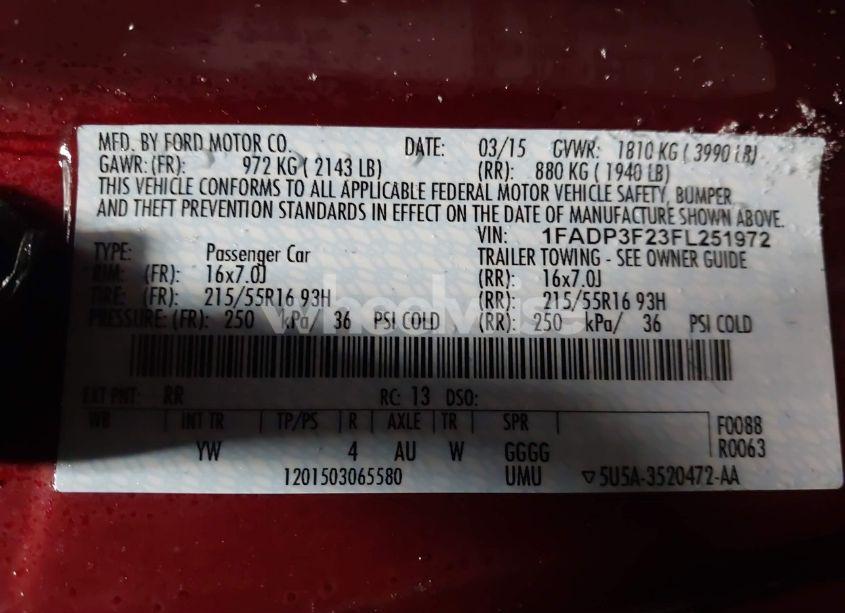 MFD. BY FORD MOTOR CO. DATE: 03/15 GVWR: 1810 KG ( 3990 LB)
GAWR: (FR): 972 KG ( 2143 LB) (RR): 880 KG ( 1940 LB)
THIS VEHICLE CONFORMS TO ALL APPLICABLE FEDERAL MOTOR VEHICLE SAFETY, BUMPER
AND THEFT PREVENTION STANDARDS IN EFFECT ON THE DATE OF MANUFACTURE SHOWN ABOVE.
VIN: 1FADP3F23FL251972
TYPE: Passenger Car TRAILER TOWING - SEE OWNER GUIDE
RIM: (FR): 16x7.0J (RR): 16x7.0J
TIRE: (FR): 215/55R16 93H (RR): 215/55R16 93H
PRESSURE: (FR): 250 kPa/ 36 PSI COLD (RR): 250 kPa/ 36 PSI COLD
EXT PNT: RR RC: 13 DSO:
WB INT TR TP/PS R AXLE TR SPR F0088
YW 4 AU W GGGG R0063
1201503065580 UMU ▽5U5A-3520472-AA